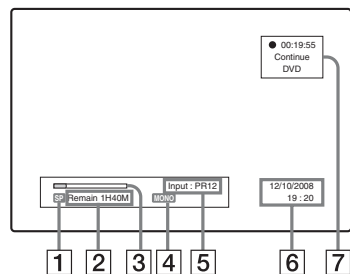 ● 00:19:55
Continue
DVD
Input : PR12
SP Remain 1H40M MONO
12/10/2008
19 : 20
1 2 3 4 5 6 7